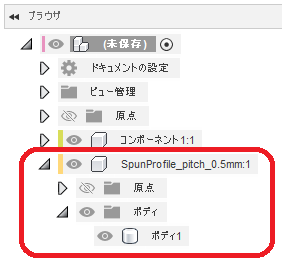 ブラウザ
(未保存)
ドキュメントの設定
ビュー管理
原点
コンポーネント1:1
SpunProfile_pitch_0.5mm:1
原点
ボディ
ボディ1